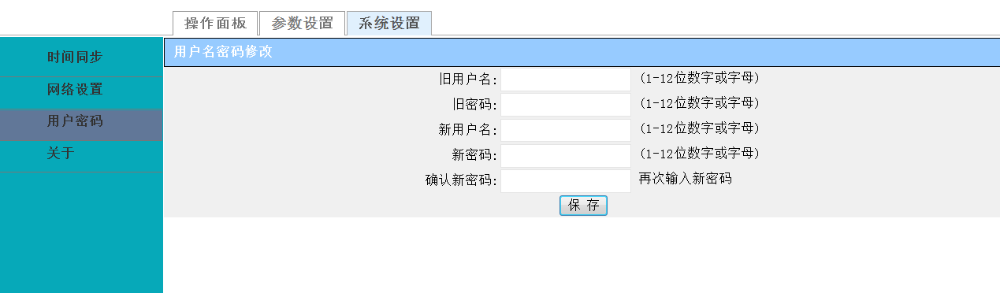 操作面板 参数设置 系统设置
时间同步
网络设置
用户密码
关于
用户名密码修改
旧用户名: (1-12位数字或字母)
旧密码: (1-12位数字或字母)
新用户名: (1-12位数字或字母)
新密码: (1-12位数字或字母)
确认新密码: 再次输入新密码
保 存